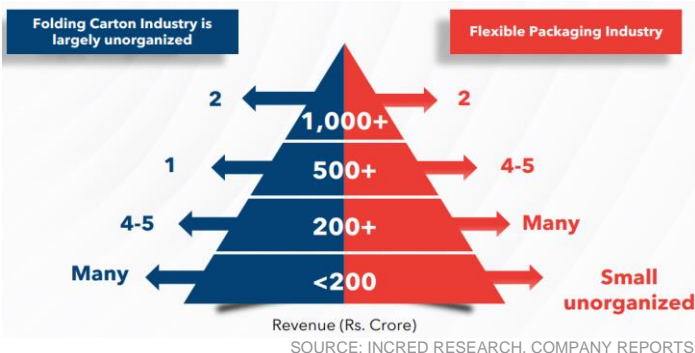 Folding Carton Industry is
largely unorganized
Flexible Packaging Industry
2
1,000+
2
1
500+
4-5
4-5
200+
Many
Many
<200
Small
unorganized
Revenue (Rs. Crore)
SOURCE: INCRED RESEARCH, COMPANY REPORTS